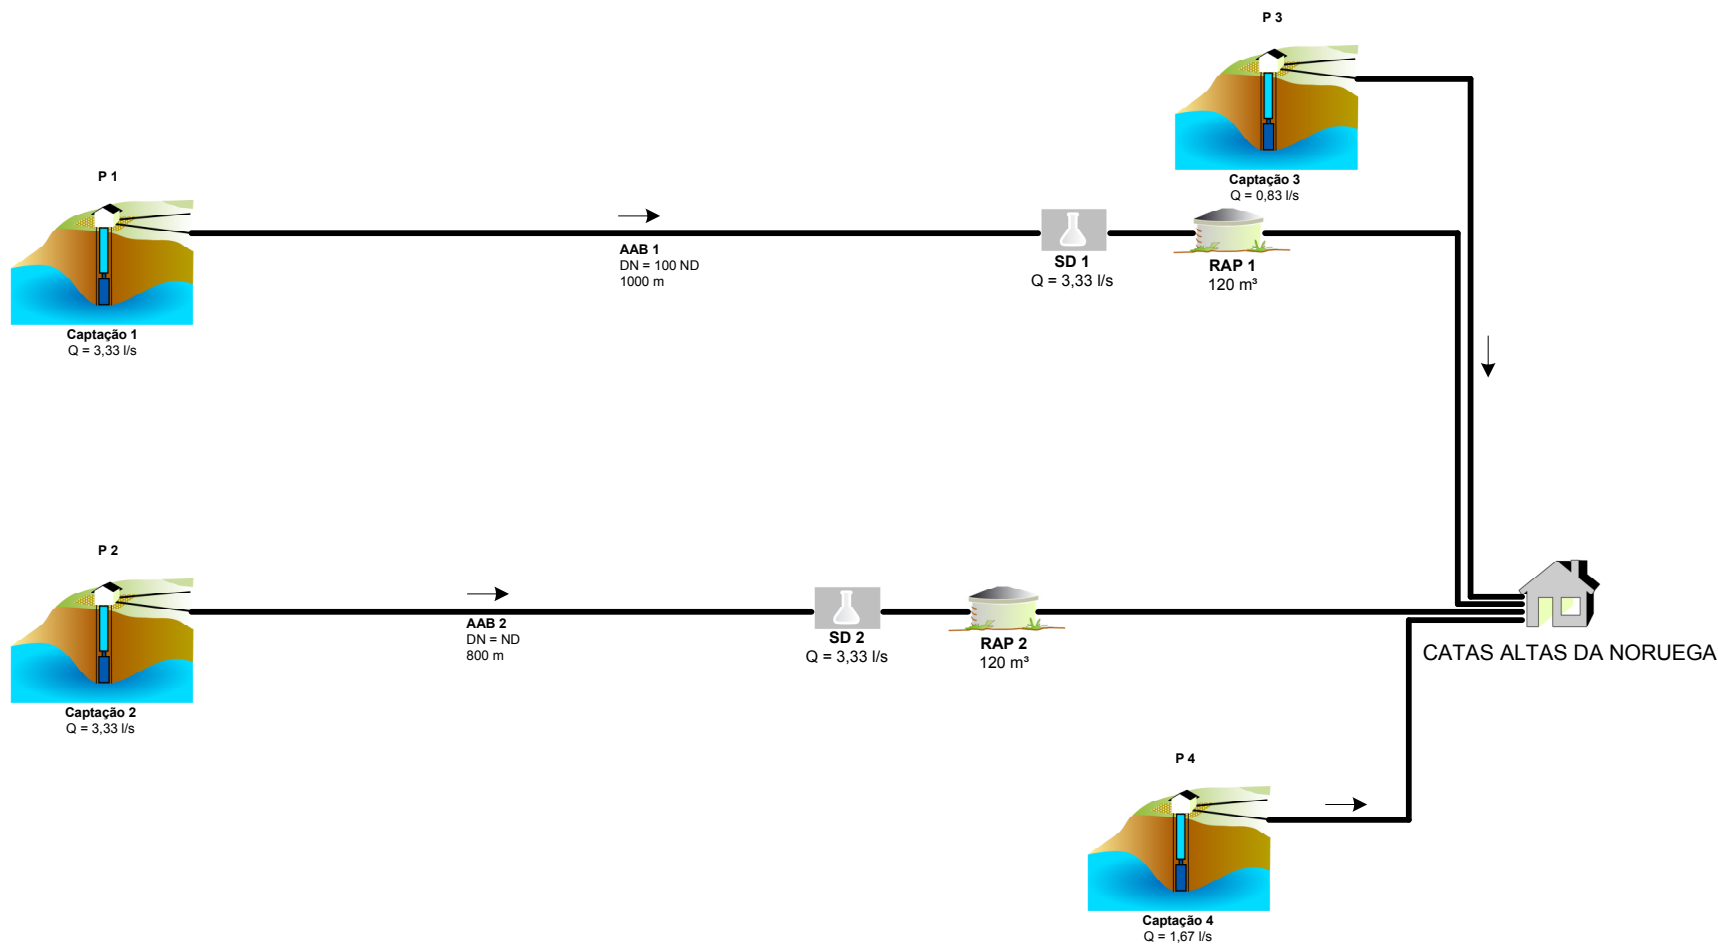 P 3
Captação 3
Q = 0,83 l/s
P 1
Captação 1
Q = 3,33 l/s
AAB 1
DN = 100 ND
1000 m
SD 1
Q = 3,33 l/s
RAP 1
120 m³
P 2
Captação 2
Q = 3,33 l/s
AAB 2
DN = ND
800 m
SD 2
Q = 3,33 l/s
RAP 2
120 m³
CATAS ALTAS DA NORUEGA
P 4
Captação 4
Q = 1,67 l/s